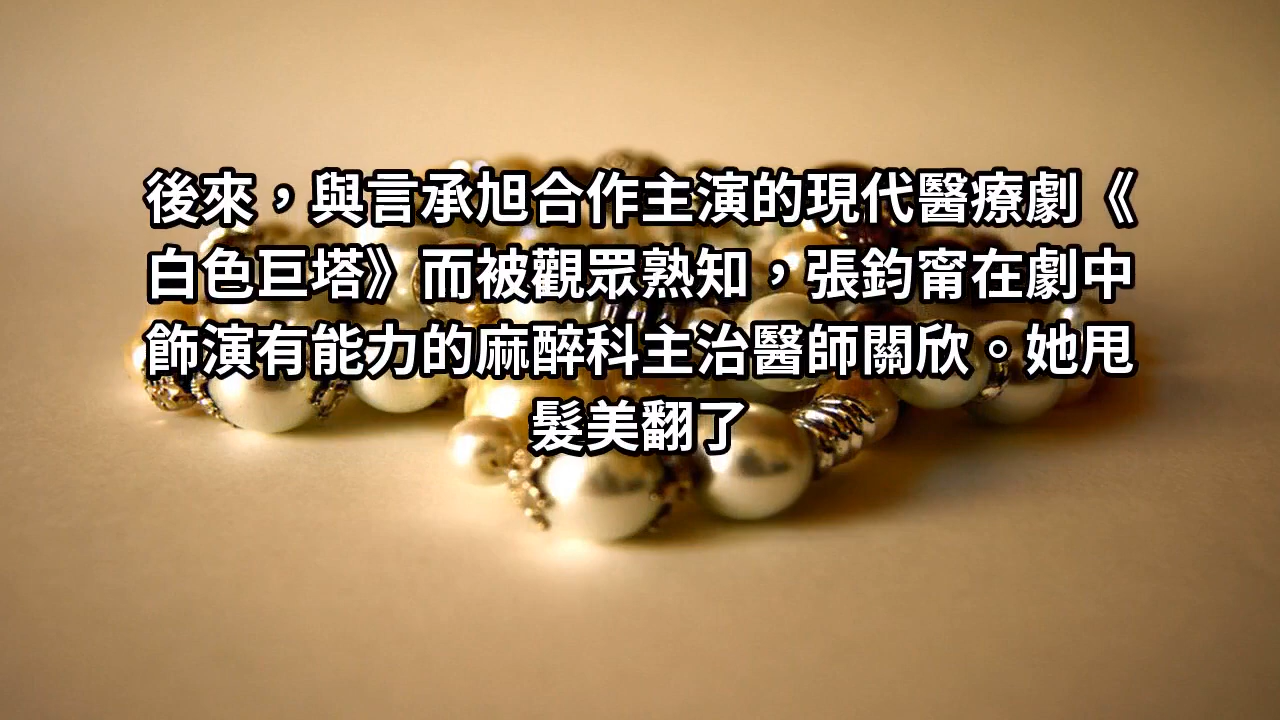 後來，與言承旭合作主演的現代醫療劇《
白色巨塔》而被觀眾熟知，張鈞甯在劇中
飾演有能力的麻醉科主治醫師關欣。她甩
髮美翻了